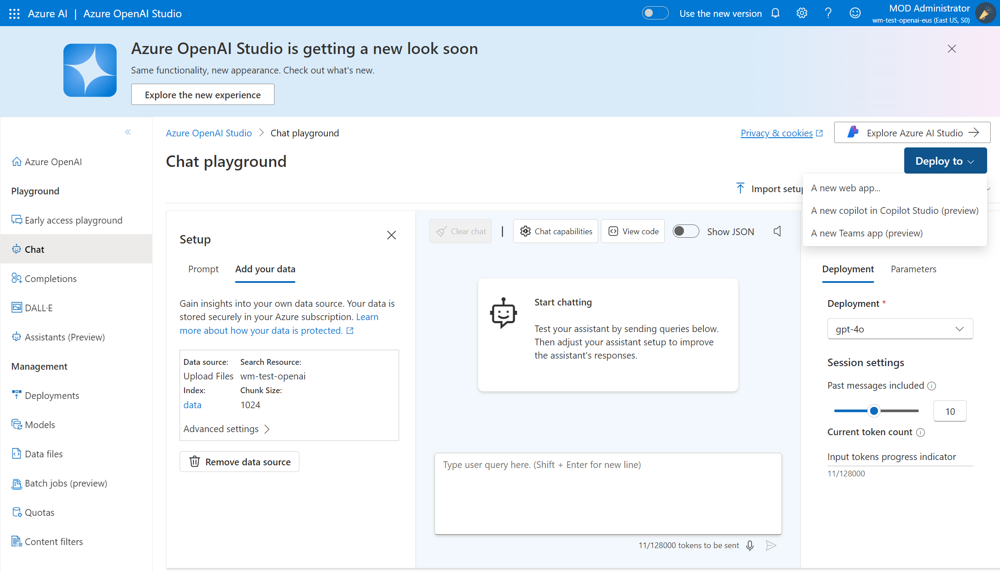 Azure AI | Azure OpenAI Studio
Use the new version
MOD Administrator
wm-test-openai-eus (East US, S0)
Azure OpenAI Studio is getting a new look soon
Same functionality, new appearance. Check out what's new.
Explore the new experience
Azure OpenAI
Playground
Early access playground
Chat
Completions
DALL·E
Assistants (Preview)
Management
Deployments
Models
Data files
Batch jobs (preview)
Quotas
Content filters
Azure OpenAI Studio > Chat playground
Privacy & cookies
Explore Azure AI Studio
Chat playground
Deploy to
Import setup
A new web app...
A new copilot in Copilot Studio (preview)
A new Teams app (preview)
Setup
Prompt
Add your data
Gain insights into your own data source. Your data is
stored securely in your Azure subscription. Learn
more about how your data is protected.
Data source: Search Resource:
Upload Files wm-test-openai
Index: Chunk Size:
data 1024
Advanced settings
Remove data source
Clear chat
Chat capabilities
View code
Show JSON
Start chatting
Test your assistant by sending queries below.
Then adjust your assistant setup to improve
the assistant's responses.
Type user query here. (Shift + Enter for new line)
11/128000 tokens to be sent
Deployment
Parameters
Deployment *
gpt-4o
Session settings
Past messages included
10
Current token count
Input tokens progress indicator
11/128000